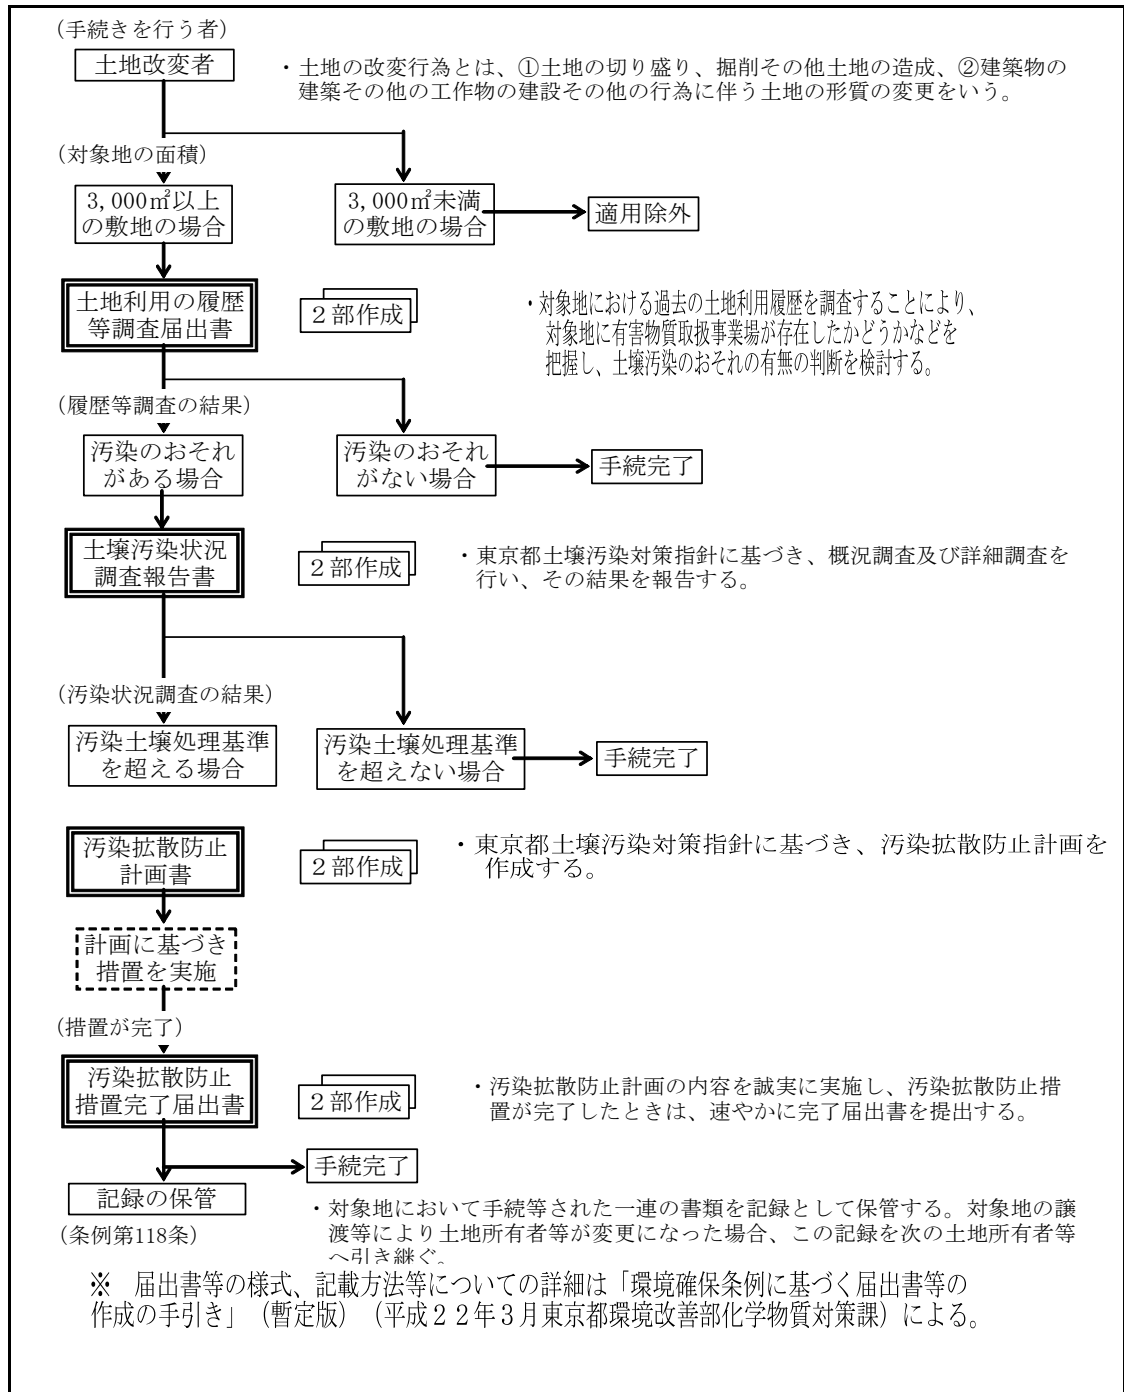 (手続きを行う者)
土地改変者
・土地の改変行為とは、①土地の切り盛り、掘削その他土地の造成、②建築物の
建築その他の工作物の建設その他の行為に伴う土地の形質の変更をいう。
(対象地の面積)
3,000㎡以上
の敷地の場合
3,000㎡未満
の敷地の場合
適用除外
土地利用の履歴
等調査届出書
２部作成
・対象地における過去の土地利用履歴を調査することにより、
対象地に有害物質取扱事業場が存在したかどうかなどを
把握し、土壌汚染のおそれの有無の判断を検討する。
(履歴等調査の結果)
汚染のおそれ
がある場合
汚染のおそれ
がない場合
手続完了
土壌汚染状況
調査報告書
２部作成
・東京都土壌汚染対策指針に基づき、概況調査及び詳細調査を
行い、その結果を報告する。
(汚染状況調査の結果)
汚染土壌処理基準
を超える場合
汚染土壌処理基準
を超えない場合
手続完了
汚染拡散防止
計画書
２部作成
・東京都土壌汚染対策指針に基づき、汚染拡散防止計画を
作成する。
計画に基づき
措置を実施
(措置が完了)
汚染拡散防止
措置完了届出書
２部作成
・汚染拡散防止計画の内容を誠実に実施し、汚染拡散防止措
置が完了したときは、速やかに完了届出書を提出する。
手続完了
記録の保管
(条例第118条)
・対象地において手続等された一連の書類を記録として保管する。対象地の譲
渡等により土地所有者等が変更になった場合、この記録を次の土地所有者等
へ引き継ぐ。
※　届出書等の様式、記載方法等についての詳細は「環境確保条例に基づく届出書等の
作成の手引き」（暫定版）（平成２２年３月東京都環境改善部化学物質対策課）による。